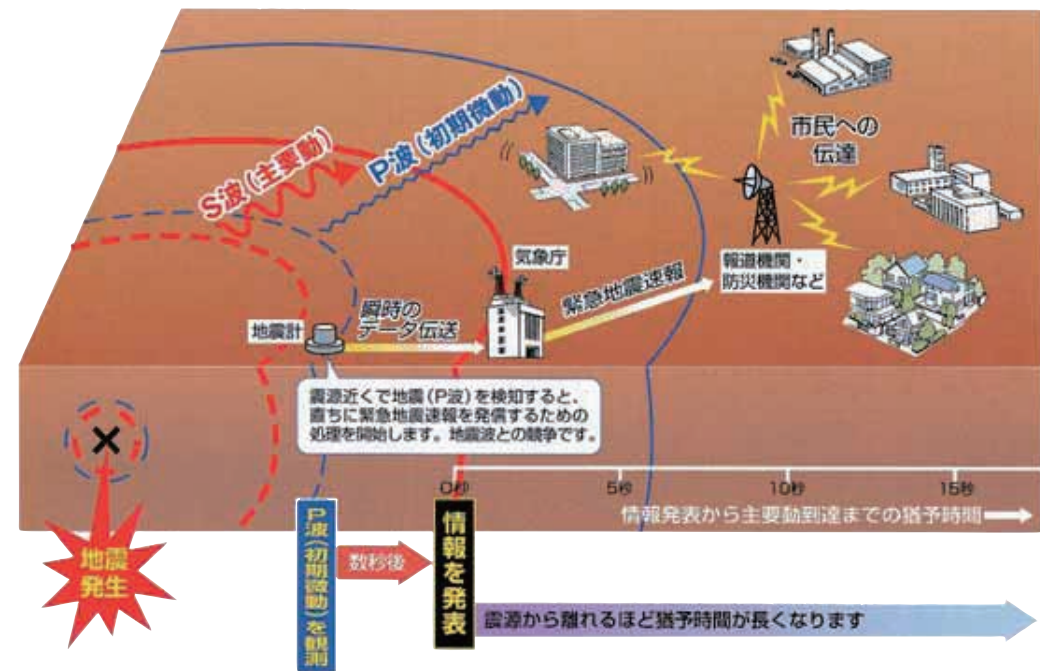 S波(主要動)
P波(初期微動)
市民への
伝達
報道機関・
防災機関など
気象庁
緊急地震速報
地震計
瞬時の
データ伝送
震源近くで地震(P波)を検知すると、
直ちに緊急地震速報を発信するための
処理を開始します。地震波との競争です。
0秒
5秒
10秒
15秒
情報発表から主要動到達までの猶予時間
地震
発生
P波(初期微動)を観測
数秒後
情報を発表
震源から離れるほど猶予時間が長くなります